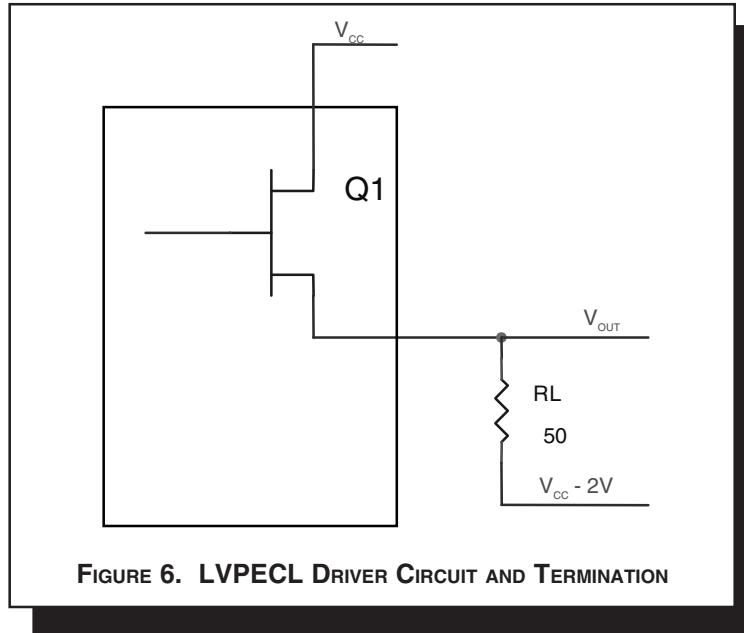 VCC
Q1
VOUT
RL
50
VCC - 2V
FIGURE 6. LVPECL DRIVER CIRCUIT AND TERMINATION